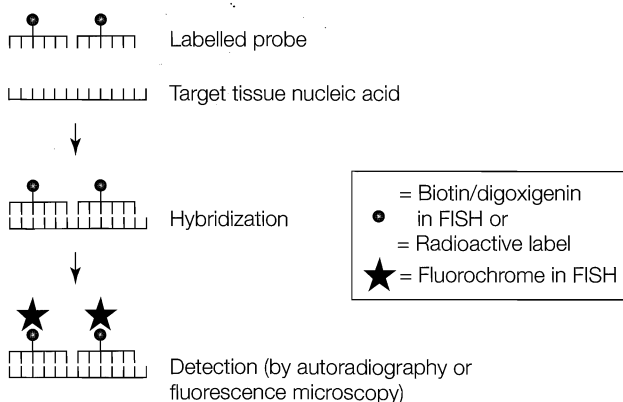 Labelled probe
Target tissue nucleic acid
Hybridization
= Biotin/digoxigenin
in FISH or
= Radioactive label
= Fluorochrome in FISH
Detection (by autoradiography or
fluorescence microscopy)